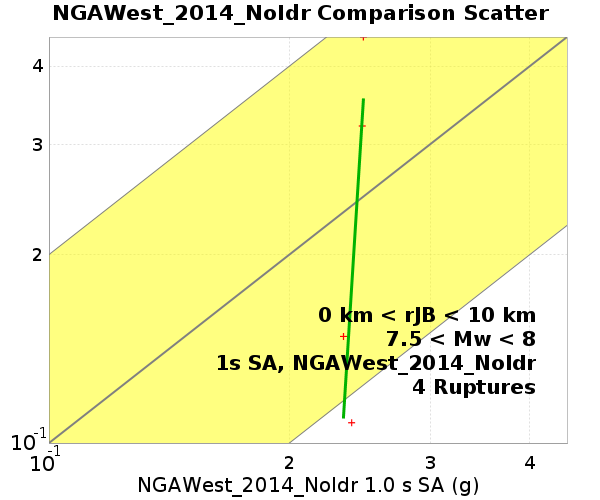 NGAWest_2014_NoIdr Comparison Scatter
4
3
2
10^-1
0 km < rJB < 10 km
7.5 < Mw < 8
1s SA, NGAWest_2014_NoIdr
4 Ruptures
10^-1
2
3
4
NGAWest_2014_NoIdr 1.0 s SA (g)